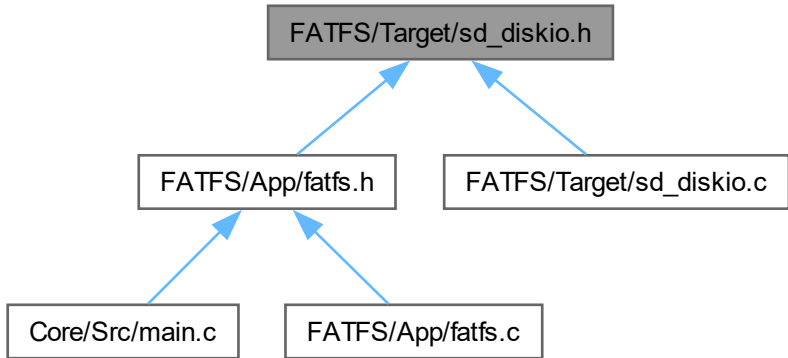 FATFS/Target/sd_diskio.h
FATFS/App/fatfs.h
FATFS/Target/sd_diskio.c
Core/Src/main.c
FATFS/App/fatfs.c